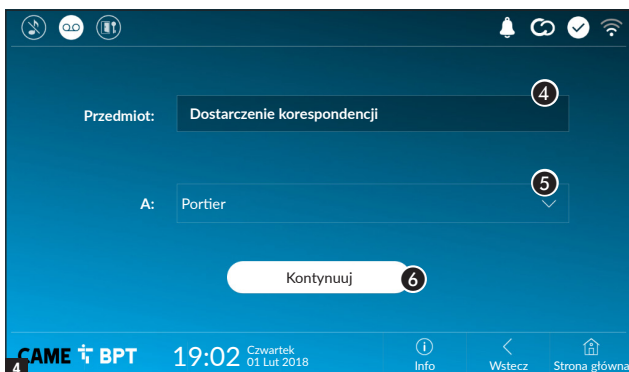 4
Przedmiot: Dostarczenie korespondencji
5
A: Portier
Kontynuuj 6
CAME BPT 19:02 Czwartek
01 Lut 2018
Info Wstecz Strona główna
4